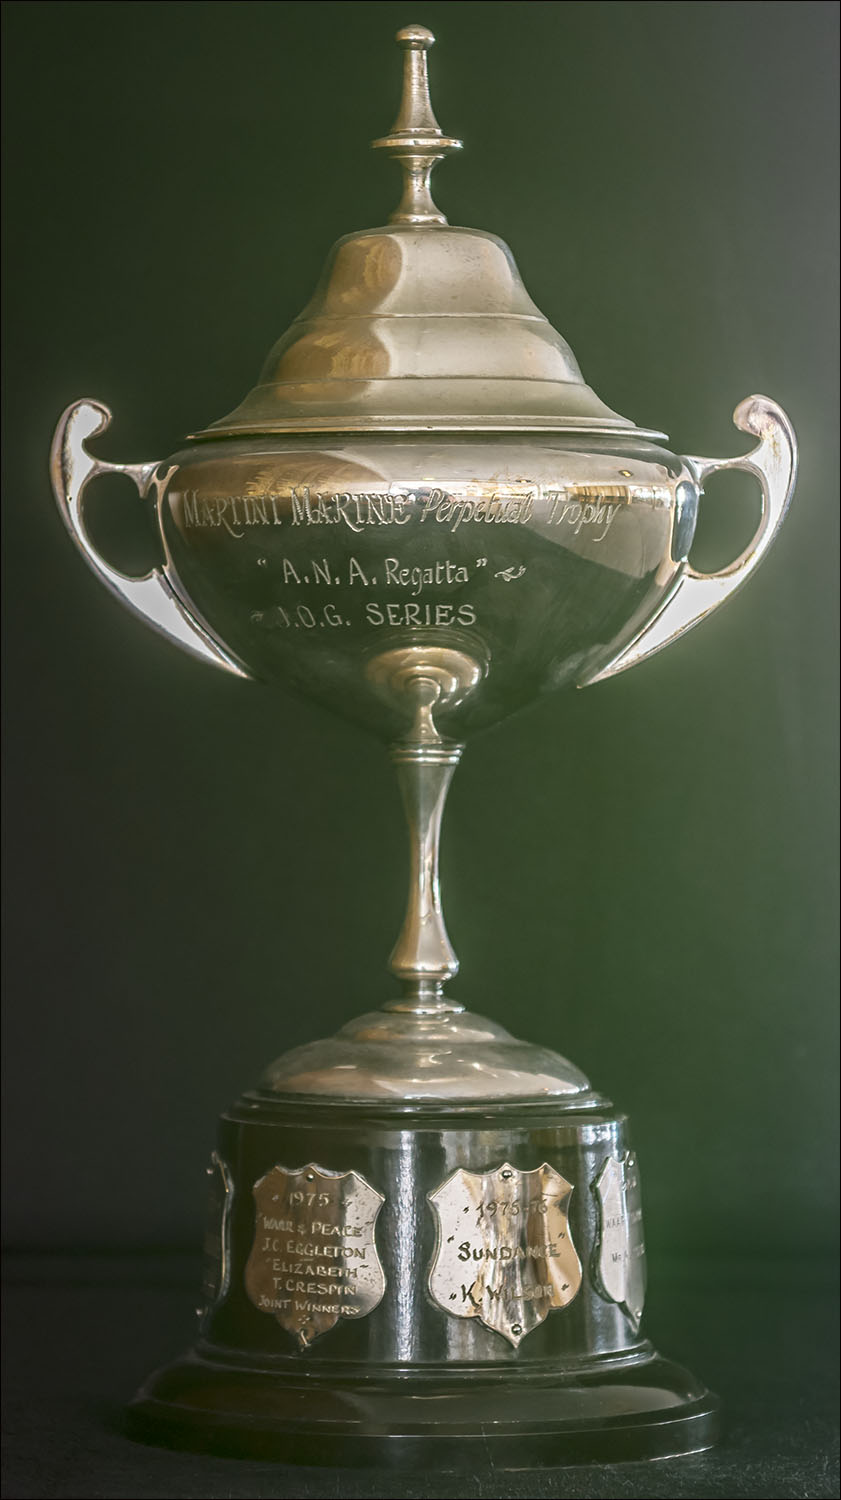 MARTINI MARINE Perpetual Trophy
"A.N.A. Regatta"
J.O.G. SERIES
1975
"WAR & PEACE"
J.C. EGGLETON
"ELIZABETH"
T. CRESPIN
JOINT WINNERS
1975-76
"SUNDANCE"
K. WILSON